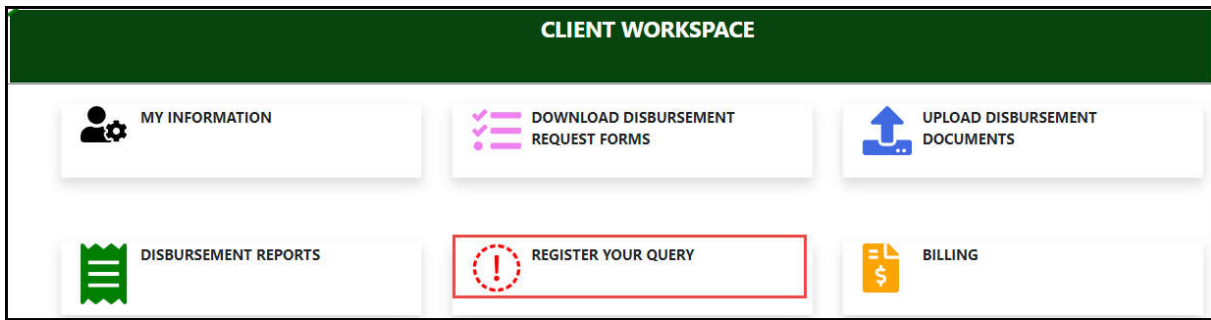 CLIENT WORKSPACE
MY INFORMATION
DOWNLOAD DISBURSEMENT
REQUEST FORMS
UPLOAD DISBURSEMENT
DOCUMENTS
DISBURSEMENT REPORTS
REGISTER YOUR QUERY
BILLING